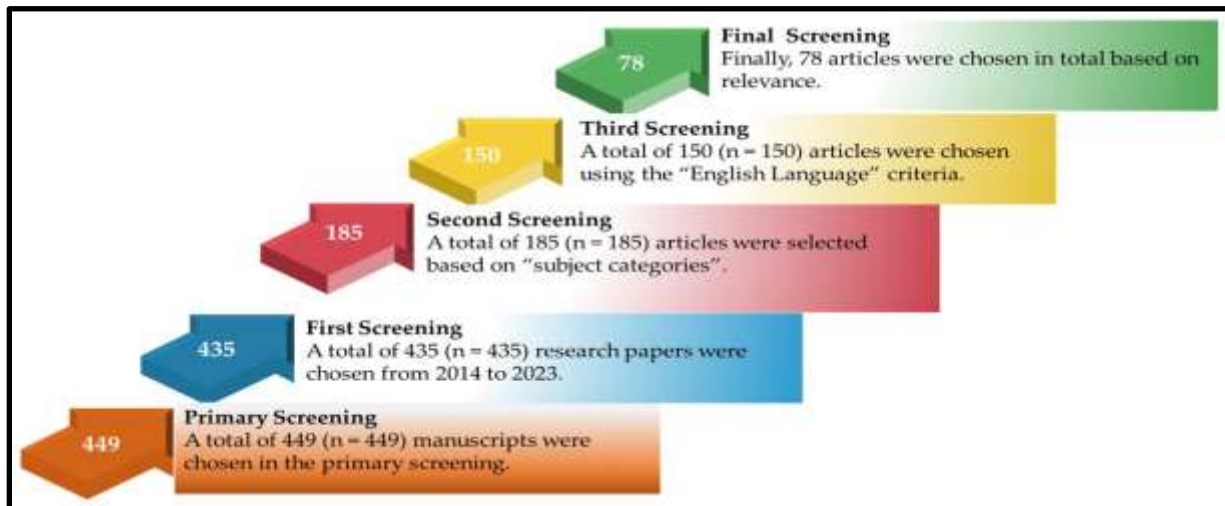 78
Final Screening
Finally, 78 articles were chosen in total based on
relevance.
150
Third Screening
A total of 150 (n = 150) articles were chosen
using the “English Language” criteria.
185
Second Screening
A total of 185 (n = 185) articles were selected
based on “subject categories”.
435
First Screening
A total of 435 (n = 435) research papers were
chosen from 2014 to 2023.
449
Primary Screening
A total of 449 (n = 449) manuscripts were
chosen in the primary screening.